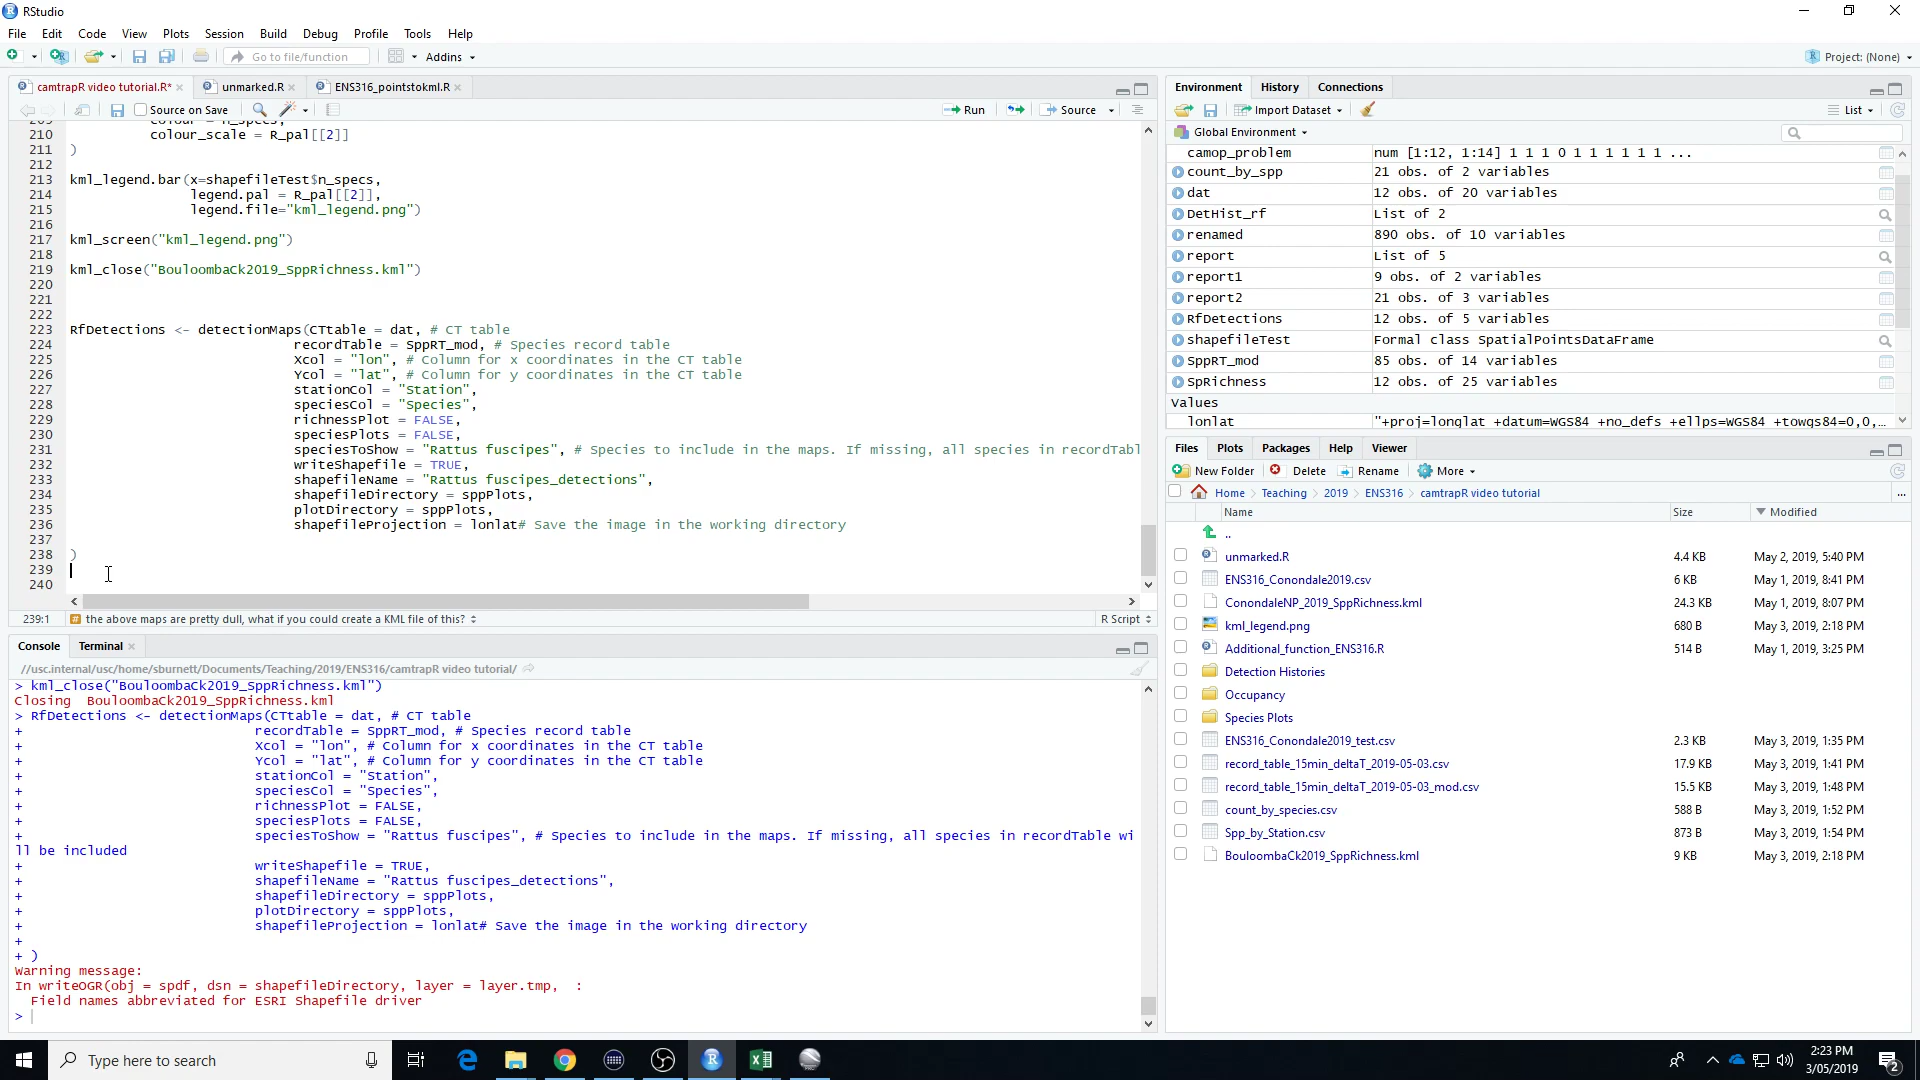 RStudio
File Edit Code View Plots Session Build Debug Profile Tools Help
Go to file/function Addins Project: (None)
camtrapR video tutorial.R* unmarked.R ENS316_pointstokml.R
Source on Save Run Source
210 colour_scale = R_pal[[2]]
211 )
212
213 kml_legend.bar(x=shapefileTest$n_specs,
214 legend.pal = R_pal[[2]],
215 legend.file="kml_legend.png")
216
217 kml_screen("kml_legend.png")
218
219 kml_close("BouloombaCk2019_SppRichness.kml")
220
221
222
223 RfDetections <- detectionMaps(CTtable = dat, # CT table
224 recordTable = SppRT_mod, # Species record table
225 Xcol = "lon", # Column for x coordinates in the CT table
226 Ycol = "lat", # Column for y coordinates in the CT table
227 stationCol = "Station",
228 speciesCol = "Species",
229 richnessPlot = FALSE,
230 speciesPlots = FALSE,
231 speciesToShow = "Rattus fuscipes", # Species to include in the maps. If missing, all species in recordTabl
232 writeShapefile = TRUE,
233 shapefileName = "Rattus fuscipes_detections",
234 shapefileDirectory = sppPlots,
235 plotDirectory = sppPlots,
236 shapefileProjection = lonlat# Save the image in the working directory
237
238 )
239
240
239:1 # the above maps are pretty dull, what if you could create a KML file of this? R Script
Console Terminal
//usc.internal/usc/home/sburnett/Documents/Teaching/2019/ENS316/camtrapR video tutorial/
> kml_close("BouloombaCk2019_SppRichness.kml")
Closing BouloombaCk2019_SppRichness.kml
> RfDetections <- detectionMaps(CTtable = dat, # CT table
+ recordTable = SppRT_mod, # Species record table
+ Xcol = "lon", # Column for x coordinates in the CT table
+ Ycol = "lat", # Column for y coordinates in the CT table
+ stationCol = "Station",
+ speciesCol = "Species",
+ richnessPlot = FALSE,
+ speciesPlots = FALSE,
+ speciesToShow = "Rattus fuscipes", # Species to include in the maps. If missing, all species in recordTable wi
ll be included
+ writeShapefile = TRUE,
+ shapefileName = "Rattus fuscipes_detections",
+ shapefileDirectory = sppPlots,
+ plotDirectory = sppPlots,
+ shapefileProjection = lonlat# Save the image in the working directory
+
+ )
Warning message:
In writeOGR(obj = spdf, dsn = shapefileDirectory, layer = layer.tmp, :
Field names abbreviated for ESRI Shapefile driver
>
Environment History Connections
Import Dataset List
Global Environment
camop_problem num [1:12, 1:14] 1 1 1 0 1 1 1 1 1 1 ...
count_by_spp 21 obs. of 2 variables
dat 12 obs. of 20 variables
DetHist_rf List of 2
renamed 890 obs. of 10 variables
report List of 5
report1 9 obs. of 2 variables
report2 21 obs. of 3 variables
RfDetections 12 obs. of 5 variables
shapefileTest Formal class SpatialPointsDataFrame
SppRT_mod 85 obs. of 14 variables
SpRichness 12 obs. of 25 variables
Values
lonlat "+proj=longlat +datum=WGS84 +no_defs +ellps=WGS84 +towgs84=0,0,…
Files Plots Packages Help Viewer
New Folder Delete Rename More
Home Teaching 2019 ENS316 camtrapR video tutorial ...
Name Size Modified
..
unmarked.R 4.4 KB May 2, 2019, 5:40 PM
ENS316_Conondale2019.csv 6 KB May 1, 2019, 8:41 PM
ConondaleNP_2019_SppRichness.kml 24.3 KB May 1, 2019, 8:07 PM
kml_legend.png 680 B May 3, 2019, 2:18 PM
Additional_function_ENS316.R 514 B May 1, 2019, 3:25 PM
Detection Histories
Occupancy
Species Plots
ENS316_Conondale2019_test.csv 2.3 KB May 3, 2019, 1:35 PM
record_table_15min_deltaT_2019-05-03.csv 17.9 KB May 3, 2019, 1:41 PM
record_table_15min_deltaT_2019-05-03_mod.csv 15.5 KB May 3, 2019, 1:48 PM
count_by_species.csv 588 B May 3, 2019, 1:52 PM
Spp_by_Station.csv 873 B May 3, 2019, 1:54 PM
BouloombaCk2019_SppRichness.kml 9 KB May 3, 2019, 2:18 PM
Type here to search
2:23 PM
3/05/2019
2